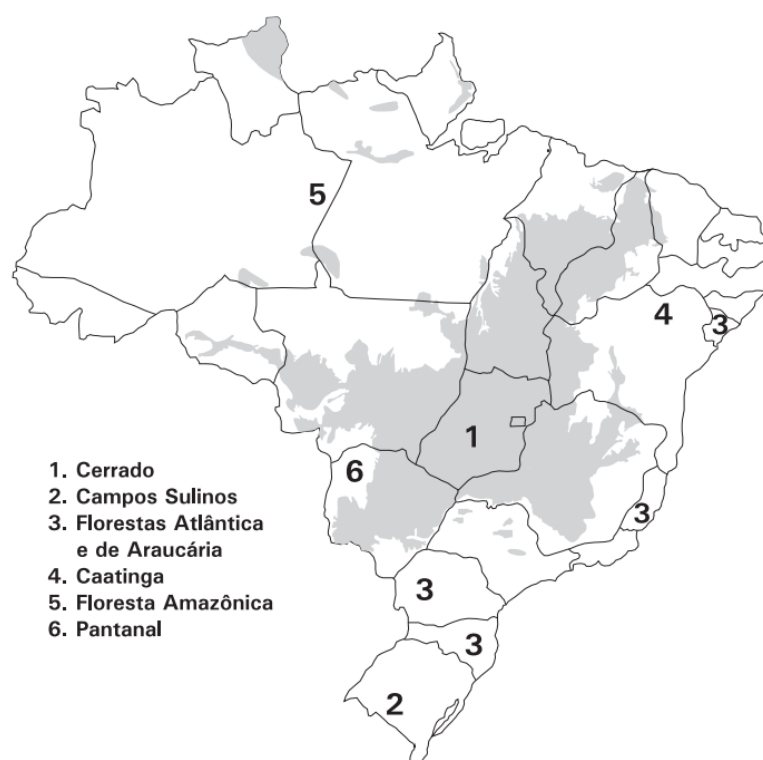 5
4
3
1
6
3
3
3
2
1. Cerrado
2. Campos Sulinos
3. Florestas Atlântica
e de Araucária
4. Caatinga
5. Floresta Amazônica
6. Pantanal